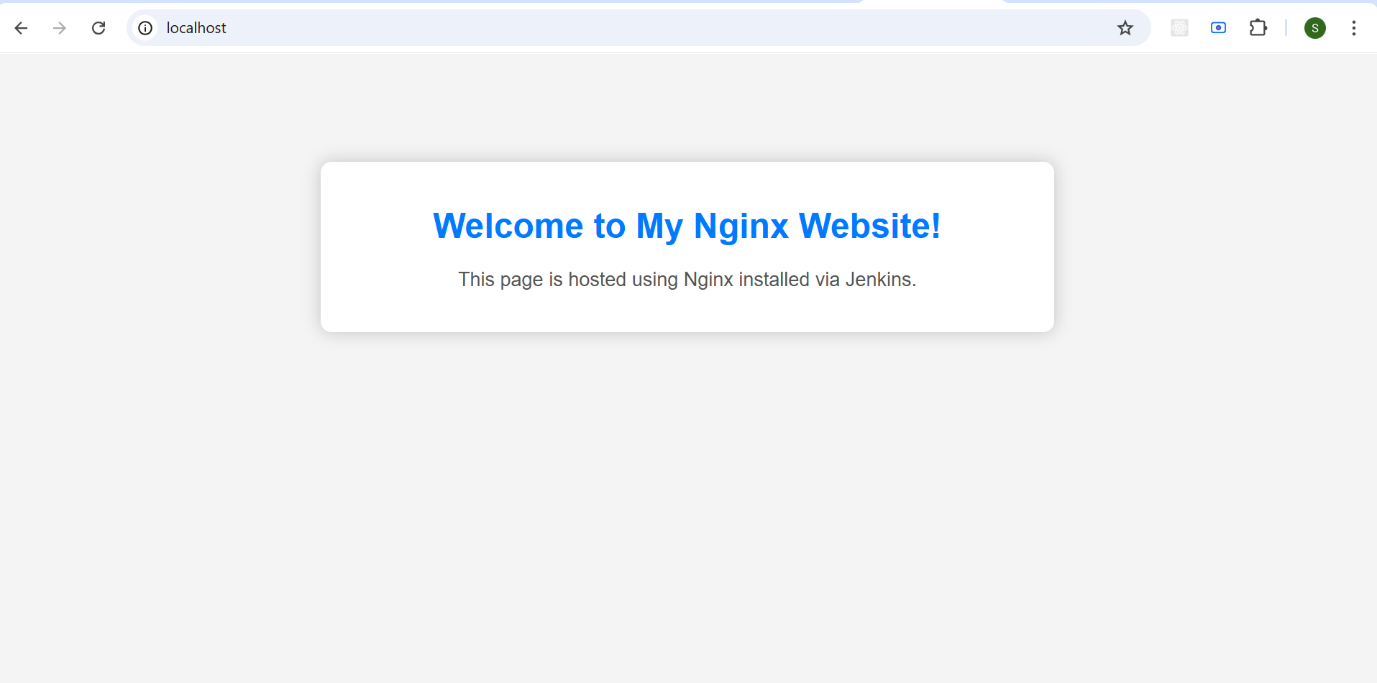 localhost
S
Welcome to My Nginx Website!
This page is hosted using Nginx installed via Jenkins.